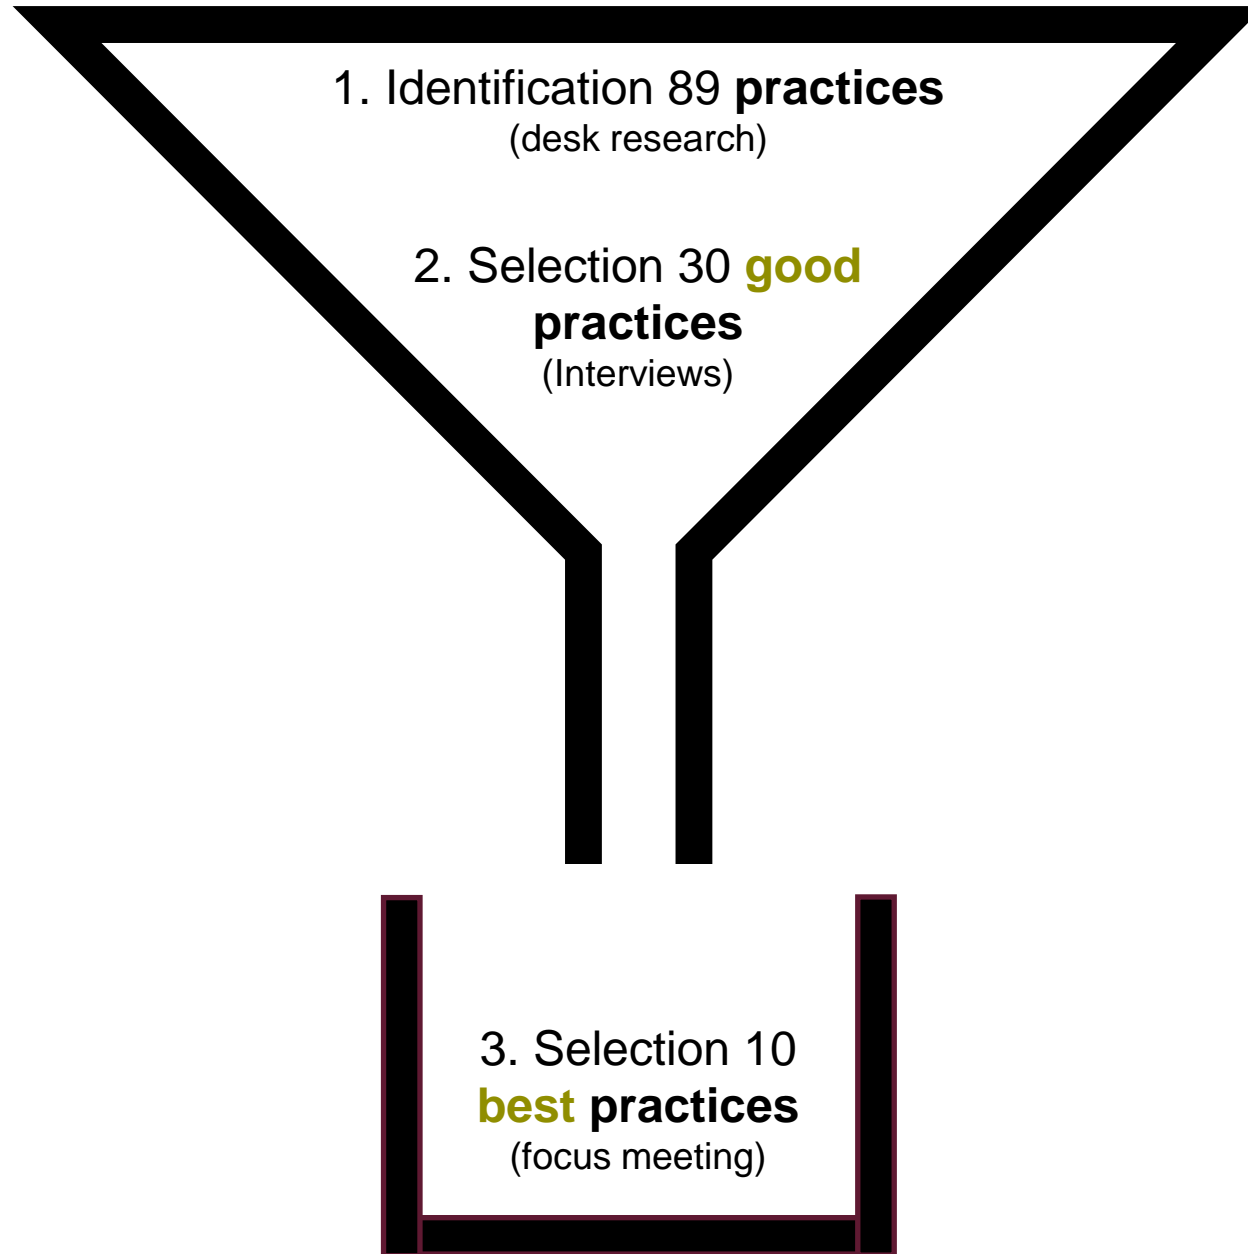 1. Identification 89 practices
(desk research)
2. Selection 30 good
practices
(Interviews)
3. Selection 10
best practices
(focus meeting)